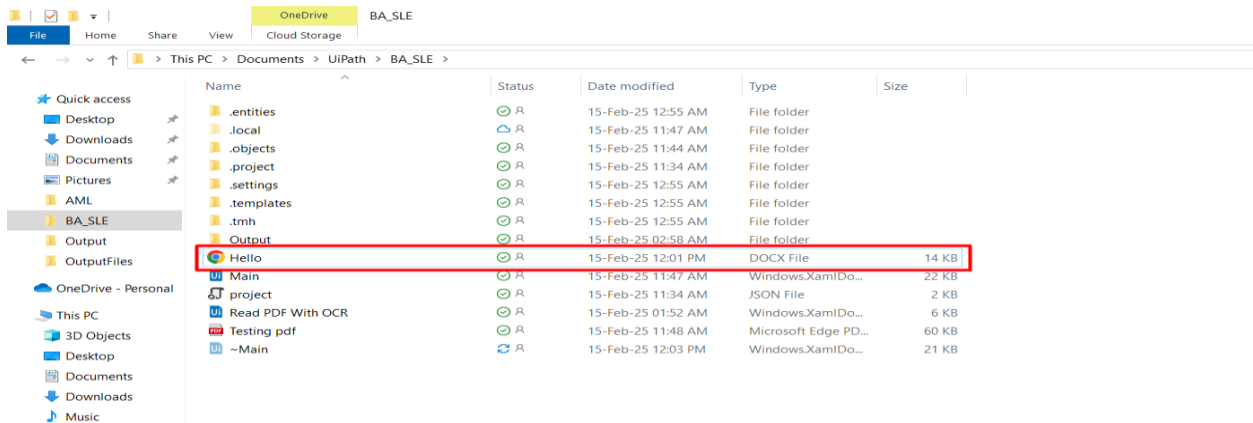 OneDrive BA_SLE
File Home Share View Cloud Storage
> This PC > Documents > UiPath > BA_SLE >
Name Status Date modified Type Size
Quick access
Desktop
Downloads
Documents
Pictures
AML
BA_SLE
Output
OutputFiles
OneDrive - Personal
This PC
3D Objects
Desktop
Documents
Downloads
Music
.entities 15-Feb-25 12:55 AM File folder
.local 15-Feb-25 11:47 AM File folder
.objects 15-Feb-25 11:44 AM File folder
.project 15-Feb-25 11:34 AM File folder
.settings 15-Feb-25 12:55 AM File folder
.templates 15-Feb-25 12:55 AM File folder
.tmh 15-Feb-25 12:55 AM File folder
Output 15-Feb-25 02:58 AM File folder
Hello 15-Feb-25 12:01 PM DOCX File 14 KB
Main 15-Feb-25 11:47 AM Windows.XamlDo... 22 KB
project 15-Feb-25 11:34 AM JSON File 2 KB
Read PDF With OCR 15-Feb-25 01:52 AM Windows.XamlDo... 6 KB
Testing pdf 15-Feb-25 11:48 AM Microsoft Edge PD... 60 KB
~Main 15-Feb-25 12:03 PM Windows.XamlDo... 21 KB